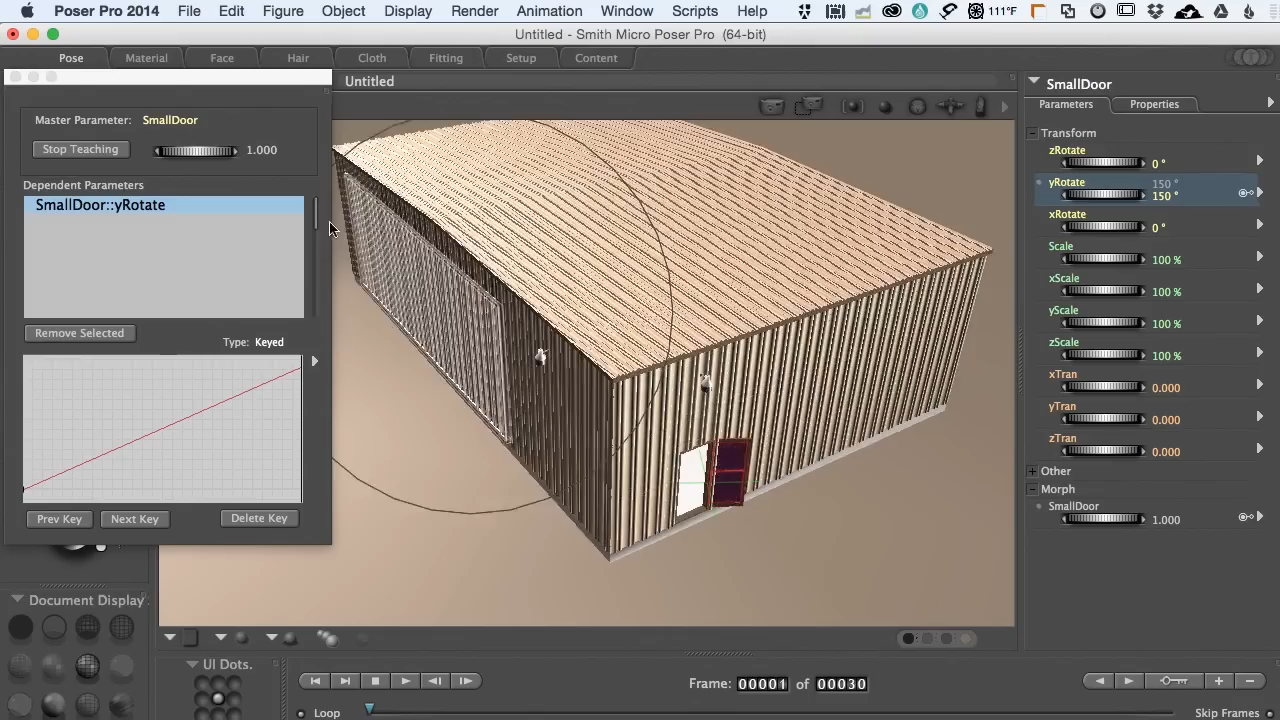 Poser Pro 2014 File Edit Figure Object Display Render Animation Window Scripts Help 111°F
Untitled - Smith Micro Poser Pro (64-bit)
Pose Material Face Hair Cloth Fitting Setup Content
Untitled
Master Parameter: SmallDoor
Stop Teaching 1.000
Dependent Parameters
SmallDoor::yRotate
Remove Selected
Type: Keyed
Prev Key Next Key Delete Key
SmallDoor
Parameters Properties
Transform
zRotate
0 °
yRotate 150 °
150 °
xRotate
0 °
Scale
100 %
xScale
100 %
yScale
100 %
zScale
100 %
xTran
0.000
yTran
0.000
zTran
0.000
Other
Morph
SmallDoor
1.000
Document Display
UI Dots.
Frame: 00001 of 00030
Loop
Skip Frames